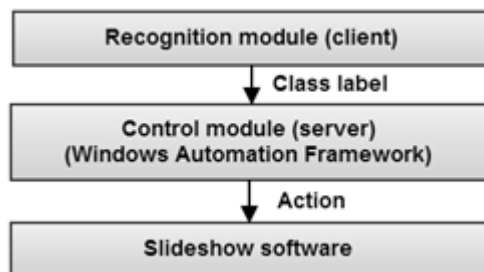 Recognition module (client)
Class label
Control module (server)
(Windows Automation Framework)
Action
Slideshow software